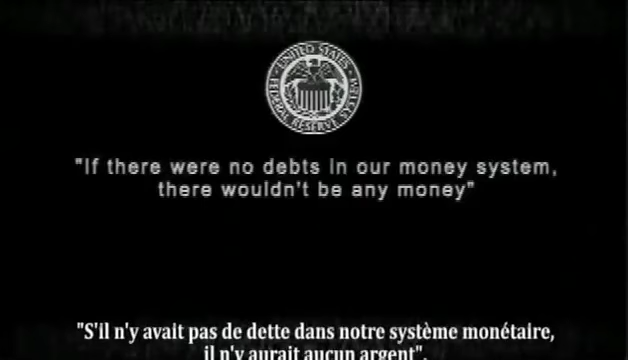 UNITED STATES
FEDERAL RESERVE SYSTEM
"If there were no debts in our money system,
there wouldn't be any money"
"S'il n'y avait pas de dette dans notre système monétaire,
il n'y aurait aucun argent".